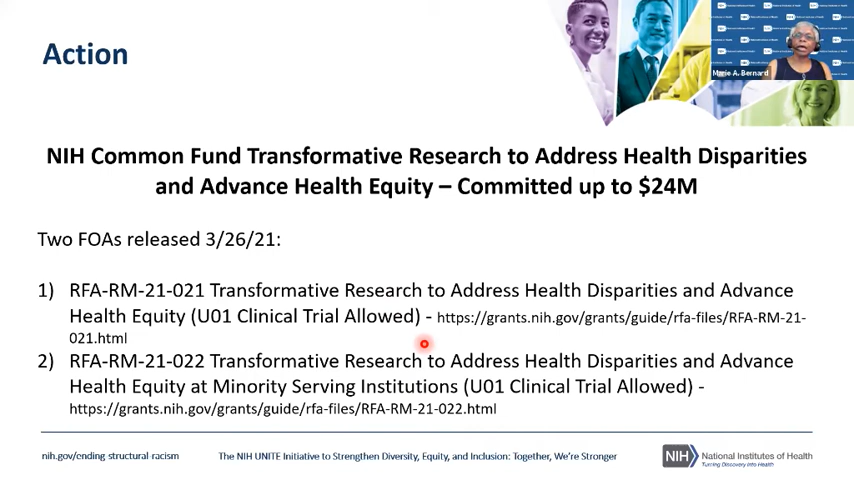 Action
Marie A. Bernard
NIH Common Fund Transformative Research to Address Health Disparities
and Advance Health Equity – Committed up to $24M
Two FOAs released 3/26/21:
1) RFA-RM-21-021 Transformative Research to Address Health Disparities and Advance
Health Equity (U01 Clinical Trial Allowed) - https://grants.nih.gov/grants/guide/rfa-files/RFA-RM-21-
021.html
2) RFA-RM-21-022 Transformative Research to Address Health Disparities and Advance
Health Equity at Minority Serving Institutions (U01 Clinical Trial Allowed) -
https://grants.nih.gov/grants/guide/rfa-files/RFA-RM-21-022.html
nih.gov/ending-structural-racism
The NIH UNITE Initiative to Strengthen Diversity, Equity, and Inclusion: Together, We're Stronger
NIH National Institutes of Health
Turning Discovery Into Health